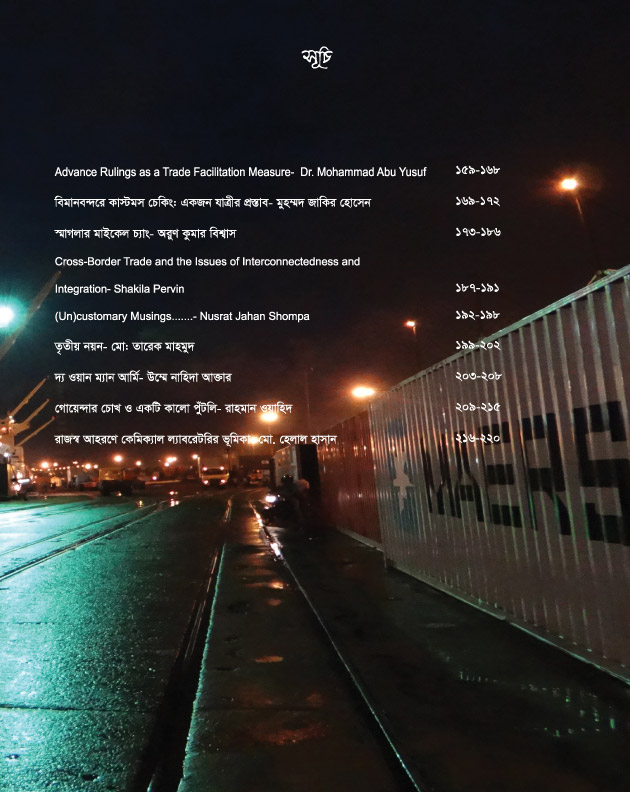 সূচি
Advance Rulings as a Trade Facilitation Measure- Dr. Mohammad Abu Yusuf ১৫৯-১৬৮
বিমানবন্দরে কাস্টমস চেকিং: একজন যাত্রীর প্রস্তাব- মুহম্মদ জাকির হোসেন ১৬৯-১৭২
স্মাগলার মাইকেল চ্যাং- অরুণ কুমার বিশ্বাস ১৭৩-১৮৬
Cross-Border Trade and the Issues of Interconnectedness and
Integration- Shakila Pervin ১৮৭-১৯১
(Un)customary Musings.......- Nusrat Jahan Shompa ১৯২-১৯৮
তৃতীয় নয়ন- মো: তারেক মাহমুদ ১৯৯-২০২
দ্য ওয়ান ম্যান আর্মি- উম্মে নাহিদা আক্তার ২০৩-২০৮
গোয়েন্দার চোখ ও একটি কালো পুঁটলি- রাহমান ওয়াহিদ ২০৯-২১৫
রাজস্ব আহরণে কেমিক্যাল ল্যাবরেটরির ভূমিকা- মো. হেলাল হাসান ২১৬-২২০
MAERS